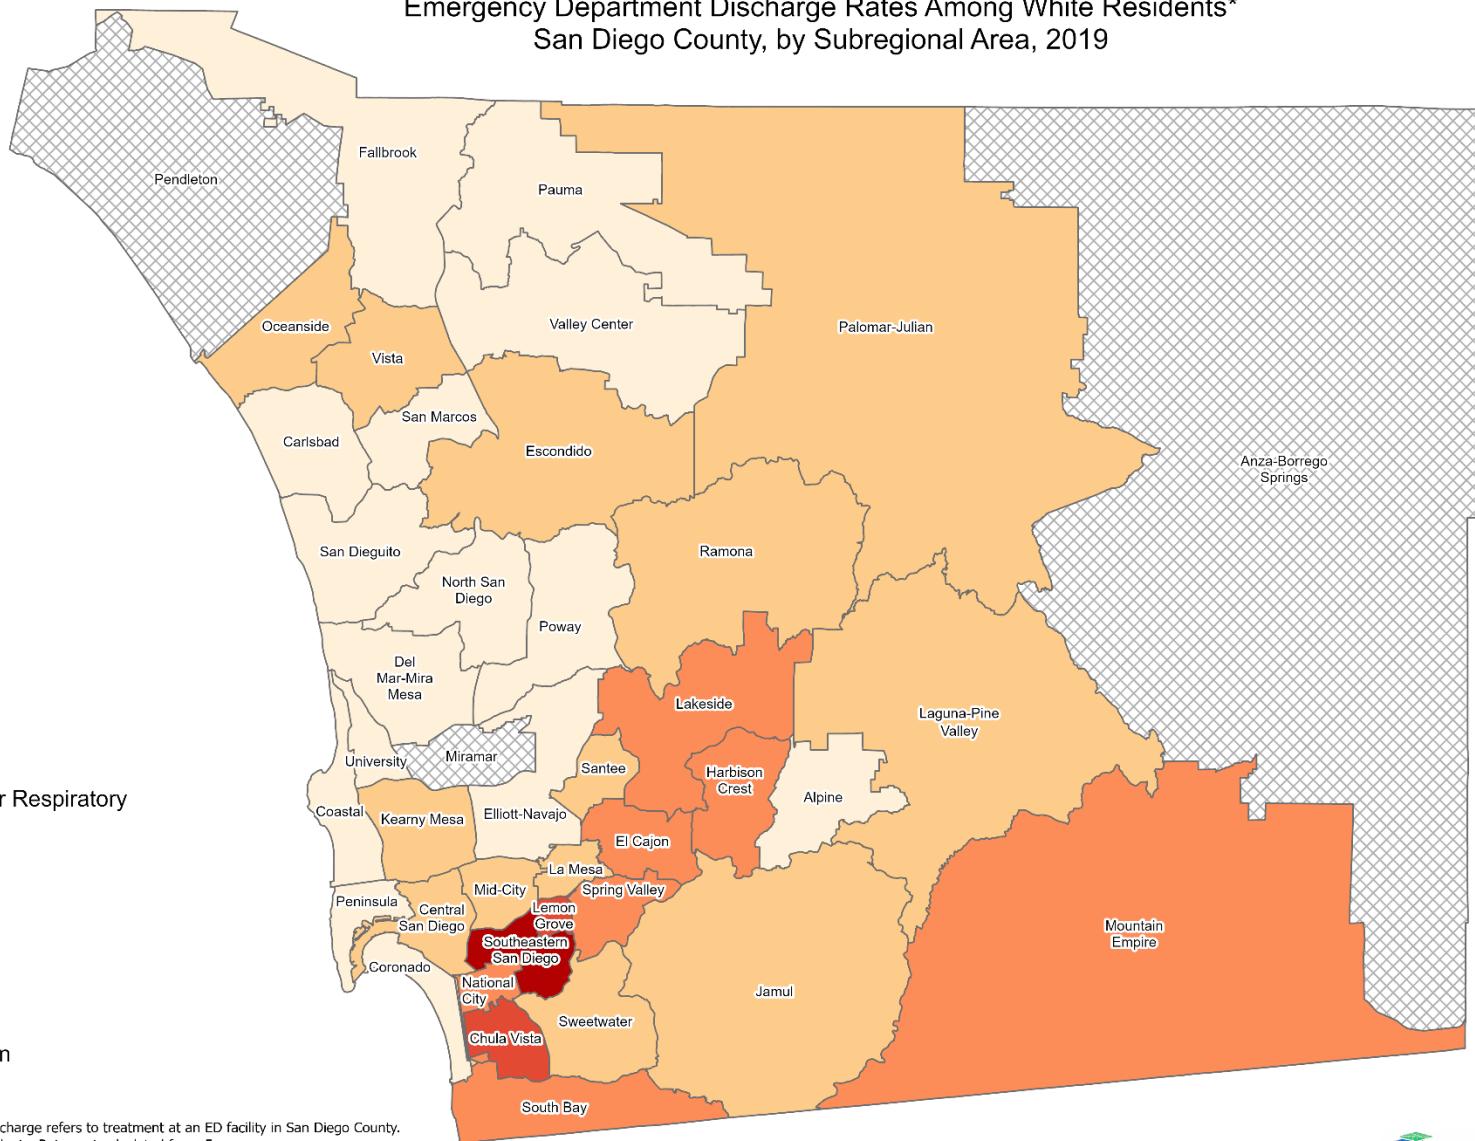 Emergency Department Discharge Rates Among White Residents*
San Diego County, by Subregional Area, 2019
Fallbrook
Pendleton
Pauma
Oceanside
Valley Center
Palomar-Julian
Vista
San Marcos
Carlsbad
Escondido
Anza-Borrego
Springs
San Dieguito
Ramona
North San
Diego
Poway
Del
Mar-Mira
Mesa
Lakeside
Laguna-Pine
Valley
University
Miramar
Santee
Harbison
Crest
Alpine
r Respiratory
Coastal
Kearny Mesa
Elliott-Navajo
El Cajon
La Mesa
Mid-City
Spring Valley
Peninsula
Central
San Diego
Lemon
Grove
Mountain
Empire
Southeastern
San Diego
Coronado
National
City
Jamul
Sweetwater
Chula Vista
n
South Bay
charge refers to treatment at an ED facility in San Diego County.